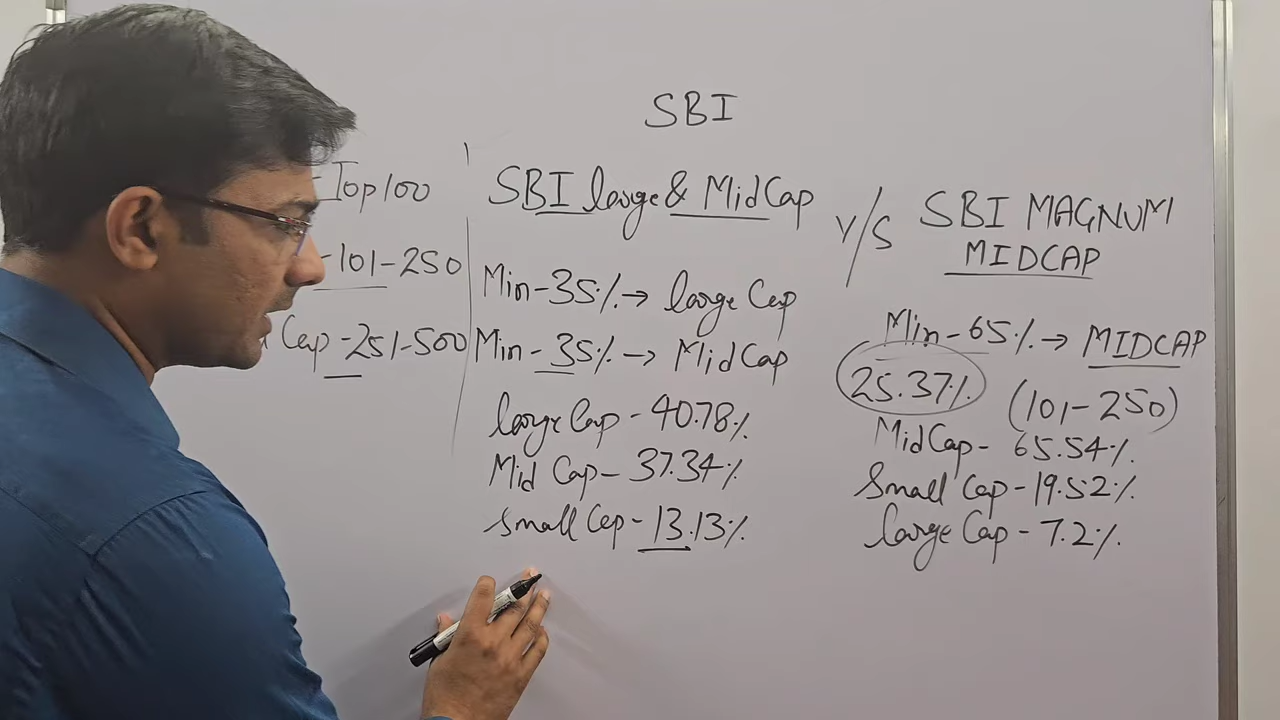 SBI
-Top100
-101-250
Cap-251-500
SBI large & MidCap
Min-35%→ large Cap
Min-35%→ MidCap
large Cap-40.78%
Mid Cap-37.34%
Small Cap-13.13%
V/S
SBI MAGNUM
MIDCAP
Min-65%→ MIDCAP
25.37% (101-250)
MidCap- 65.54%
Small Cap-19.52%
large Cap-7.2%